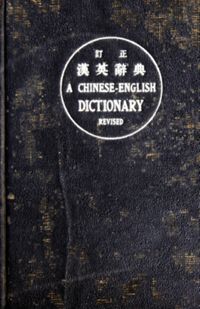 訂正
漢英辭典
A CHINESE-ENGLISH
DICTIONARY
REVISED